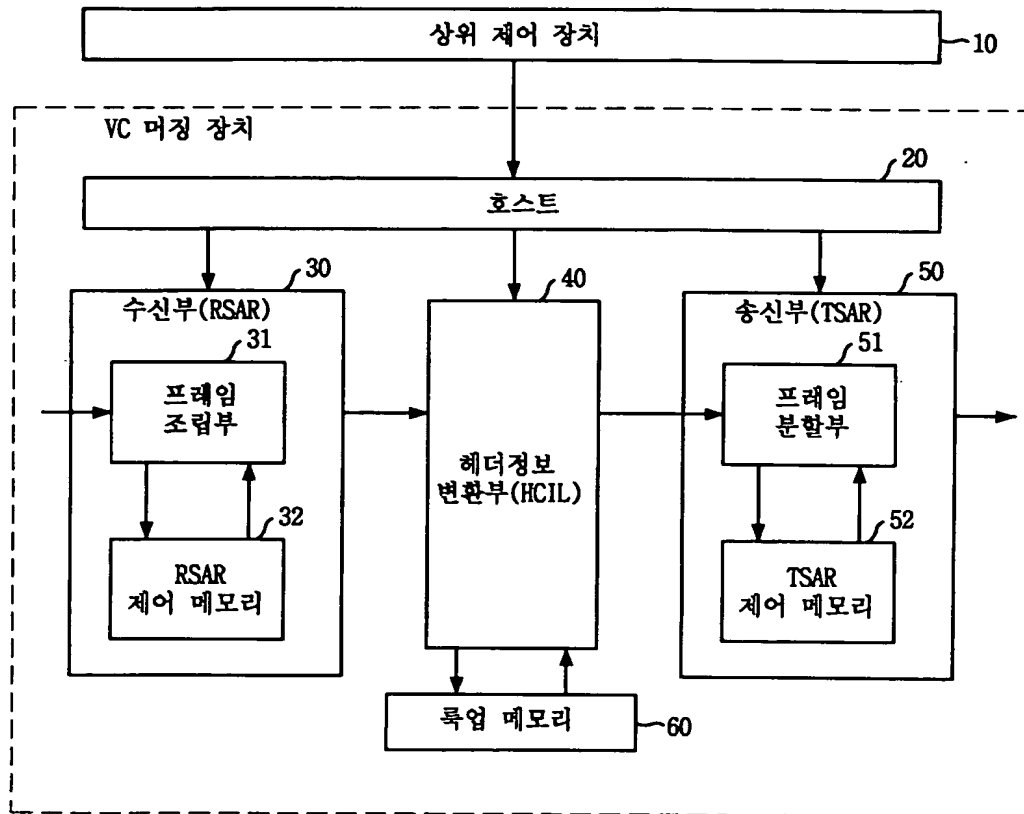 상위 제어 장치
10
VC 머징 장치
20
호스트
30
수신부(RSAR)
31
프레임
조립부
32
RSAR
제어 메모리
40
헤더정보
변환부(HCIL)
50
송신부(TSAR)
51
프레임
분할부
52
TSAR
제어 메모리
룩업 메모리
60